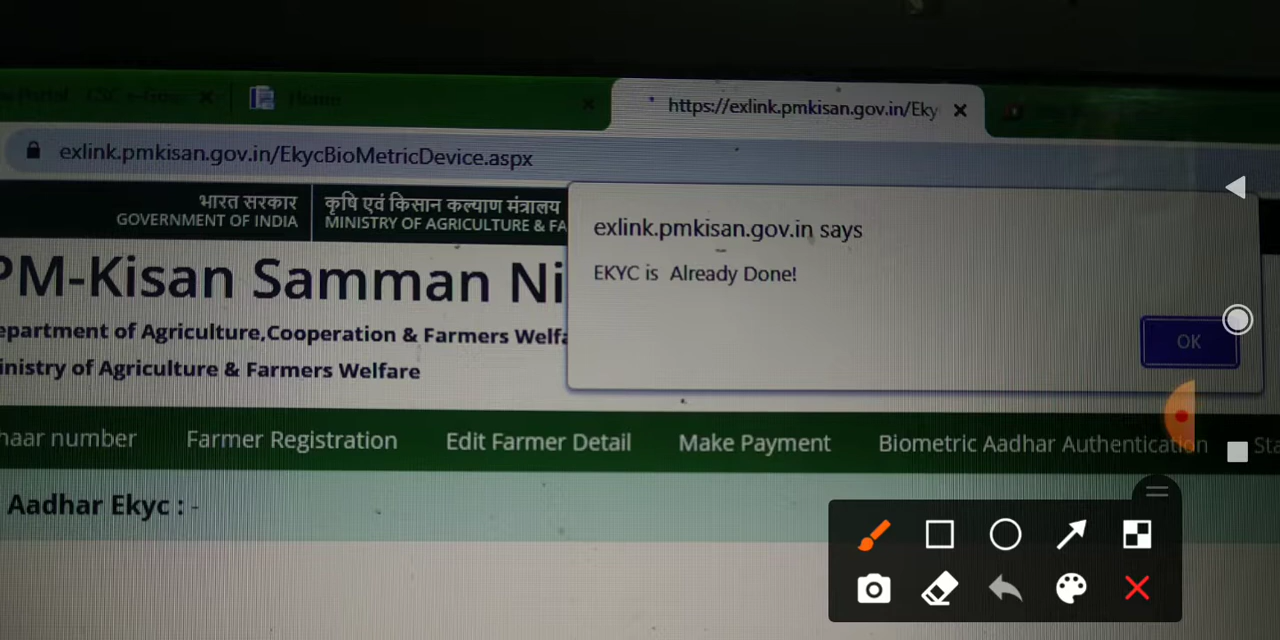 Home
https://exlink.pmkisan.gov.in/Eky
exlink.pmkisan.gov.in/EkycBioMetricDevice.aspx
भारत सरकार
GOVERNMENT OF INDIA
कृषि एवं किसान कल्याण मंत्रालय
MINISTRY OF AGRICULTURE & FA
exlink.pmkisan.gov.in says
EKYC is Already Done!
OK
PM-Kisan Samman Ni
epartment of Agriculture,Cooperation & Farmers Welfa
inistry of Agriculture & Farmers Welfare
haar number
Farmer Registration
Edit Farmer Detail
Make Payment
Biometric Aadhar Authentication
Sta
Aadhar Ekyc : -